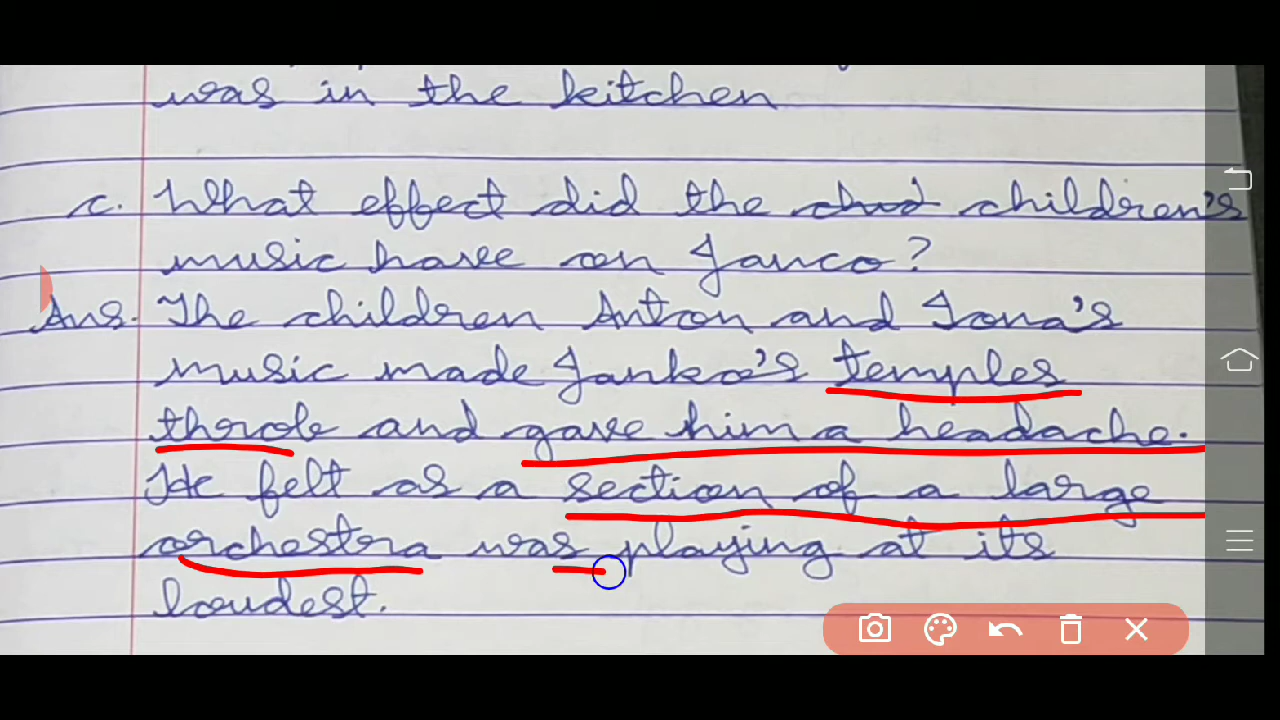 was in the kitchen
c. What effect did the children's
music have on Janco?
Ans. The children Anton and Iona's
music made Janko's temples
throb and gave him a headache.
He felt as a section of a large
orchestra was playing at its
loudest.